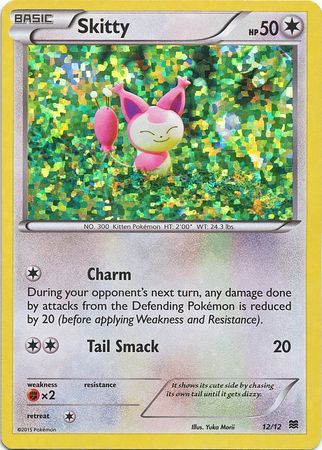 BASIC
Skitty HP 50
NO. 300 Kitten Pokémon HT: 2'00" WT: 24.3 lbs.
Charm
During your opponent's next turn, any damage done
by attacks from the Defending Pokémon is reduced
by 20 (before applying Weakness and Resistance).
Tail Smack 20
weakness resistance
×2
It shows its cute side by chasing
its own tail until it gets dizzy.
retreat
Illus. Yuka Morii 12/12
©2015 Pokémon